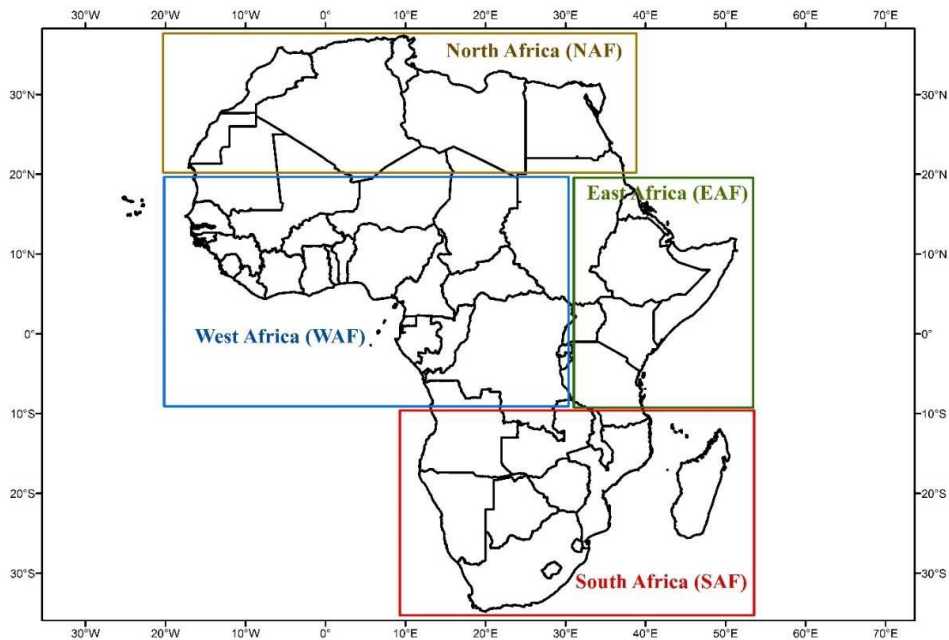 30°W 20°W 10°W 0° 10°E 20°E 30°E 40°E 50°E 60°E 70°E
North Africa (NAF)
30°N 30°N
20°N 20°N
East Africa (EAF)
10°N 10°N
0° 0°
West Africa (WAF)
10°S 10°S
20°S 20°S
30°S 30°S
South Africa (SAF)
30°W 20°W 10°W 0° 10°E 20°E 30°E 40°E 50°E 60°E 70°E